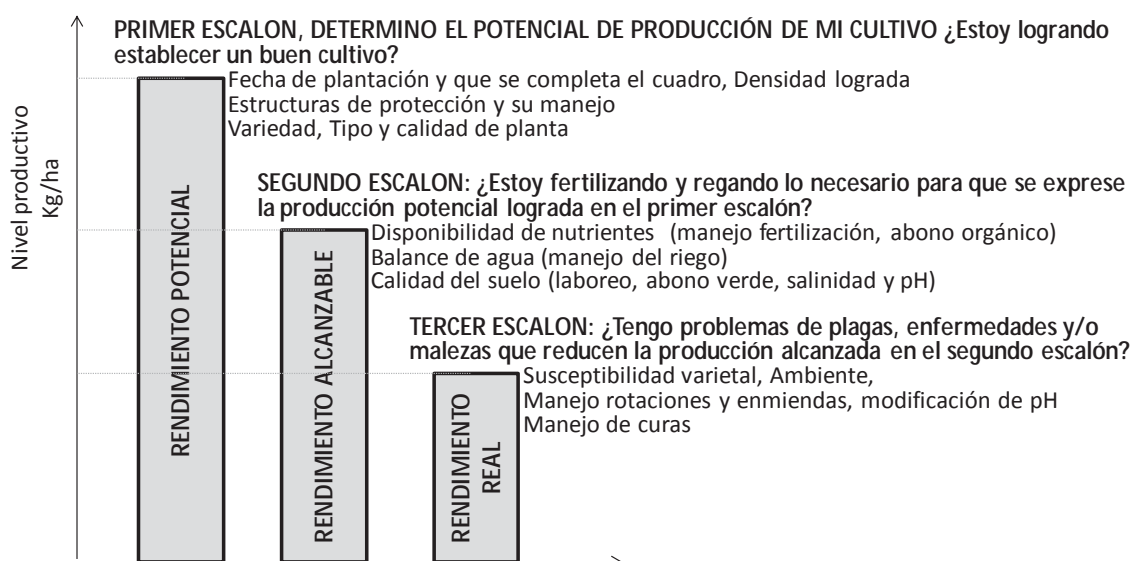 PRIMER ESCALON, DETERMINO EL POTENCIAL DE PRODUCCIÓN DE MI CULTIVO ¿Estoy logrando
establecer un buen cultivo?
Fecha de plantación y que se completa el cuadro, Densidad lograda
Estructuras de protección y su manejo
Variedad, Tipo y calidad de planta
Nivel productivo
Kg/ha
RENDIMIENTO POTENCIAL
SEGUNDO ESCALON: ¿Estoy fertilizando y regando lo necesario para que se exprese
la producción potencial lograda en el primer escalón?
Disponibilidad de nutrientes (manejo fertilización, abono orgánico)
Balance de agua (manejo del riego)
Calidad del suelo (laboreo, abono verde, salinidad y pH)
RENDIMIENTO ALCANZABLE
TERCER ESCALON: ¿Tengo problemas de plagas, enfermedades y/o
malezas que reducen la producción alcanzada en el segundo escalón?
Susceptibilidad varietal, Ambiente,
Manejo rotaciones y enmiendas, modificación de pH
Manejo de curas
RENDIMIENTO
REAL